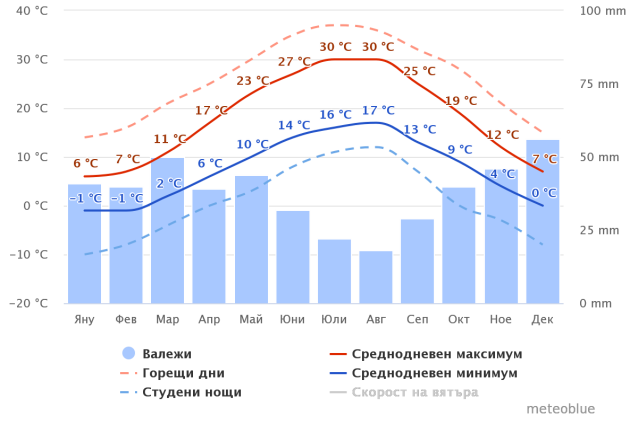 40 °C
100 mm
30 °C
30 °C
30 °C
27 °C
25 °C
75 mm
23 °C
20 °C
17 °C
19 °C
17 °C
16 °C
14 °C
13 °C
11 °C
12 °C
10 °C
6 °C
7 °C
10 °C
9 °C
7 °C
50 mm
6 °C
4 °C
2 °C
0 °C
-1 °C
-1 °C
0 °C
25 mm
-10 °C
-20 °C
0 mm
Яну Фев Мар Апр Май Юни Юли Авг Сеп Окт Ное Дек
Валежи
Среднодневен максимум
Горещи дни
Среднодневен минимум
Студени нощи
Скорост на вятъра
meteoblue